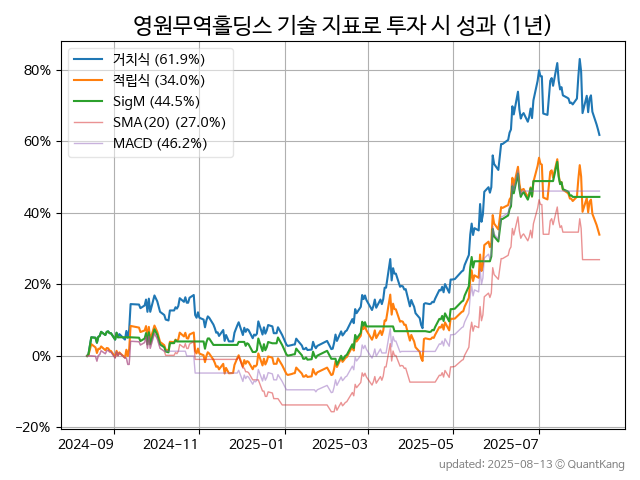 영원무역홀딩스 기술 지표로 투자 시 성과 (1년)
거치식 (61.9%)
적립식 (34.0%)
SigM (44.5%)
SMA(20) (27.0%)
MACD (46.2%)
80%
60%
40%
20%
0%
−20%
2024-09 2024-11 2025-01 2025-03 2025-05 2025-07
updated: 2025-08-13 © QuantKang